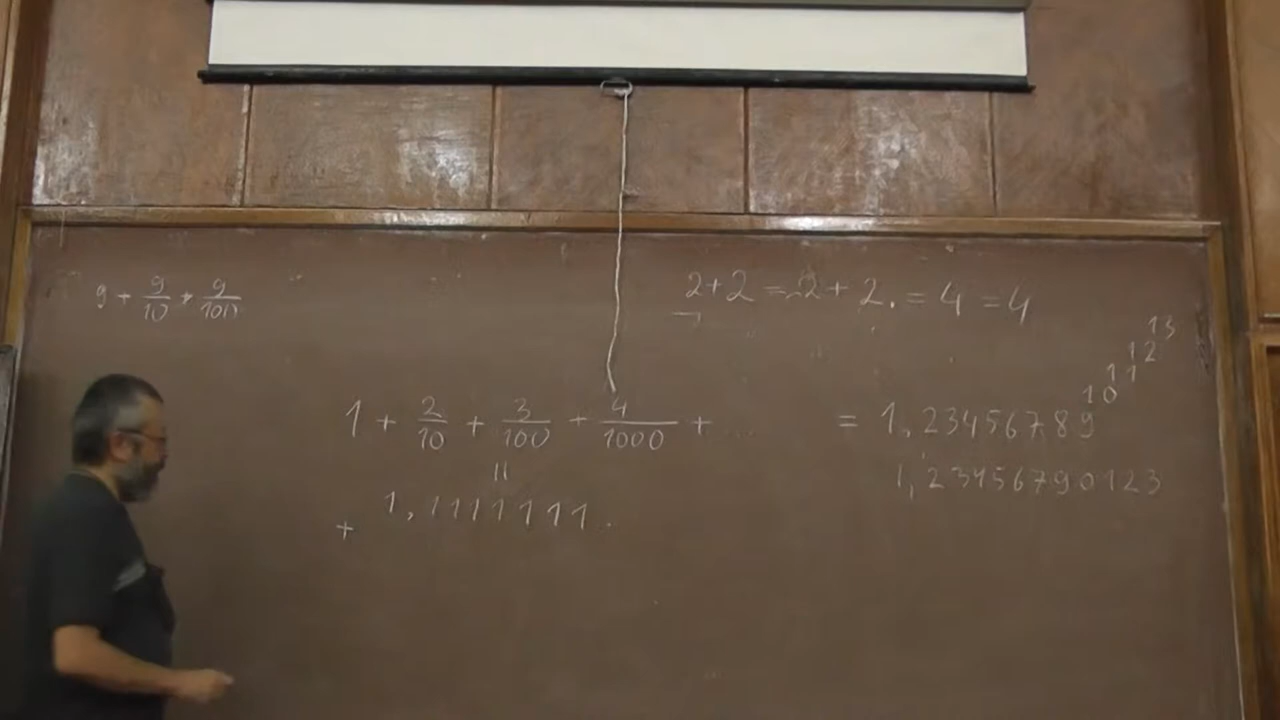 9 + 9/10 + 9/100
2+2 = 2 + 2. = 4 = 4
13
12
11
10
1 + 2/10 + 3/100 + 4/1000 + ... = 1,23456789
1,23456790123
=
+ 1,1111111.